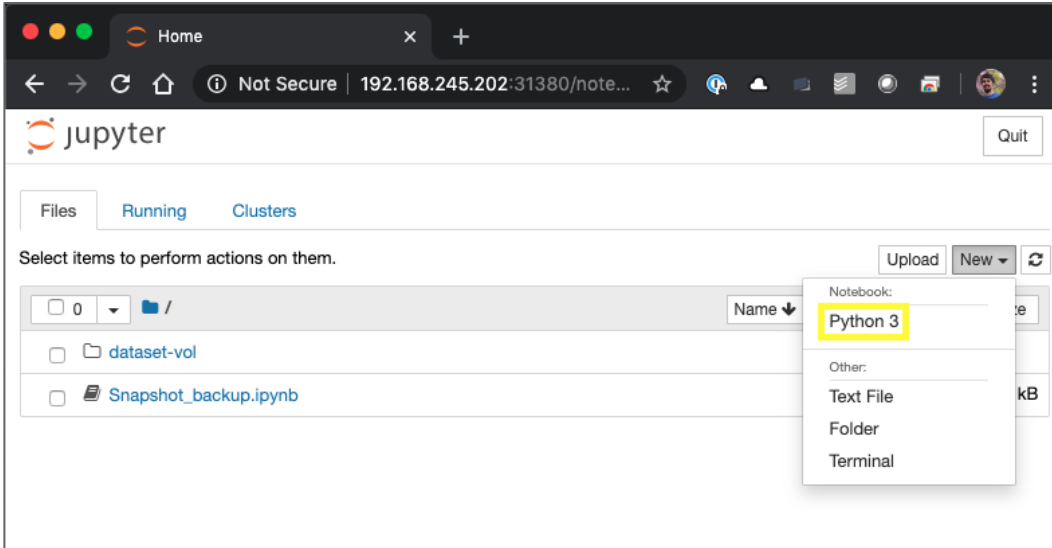 Home
Not Secure | 192.168.245.202:31380/note...
jupyter
Quit
Files Running Clusters
Select items to perform actions on them.
Upload New
0 /
Name
Notebook:
Python 3
dataset-vol
Other:
Snapshot_backup.ipynb
Text File
kB
Folder
Terminal